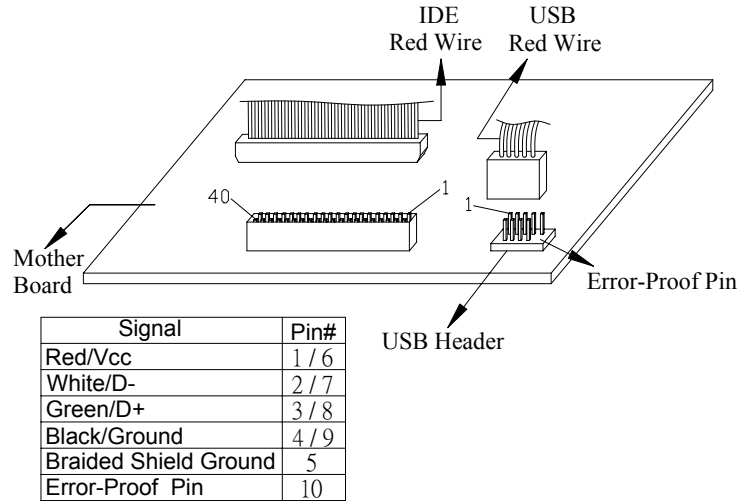 IDE
Red Wire
USB
Red Wire
40
1
1
Mother
Board
Error-Proof Pin
USB Header
Signal Pin#
Red/Vcc 1 / 6
White/D- 2 / 7
Green/D+ 3 / 8
Black/Ground 4 / 9
Braided Shield Ground 5
Error-Proof Pin 10